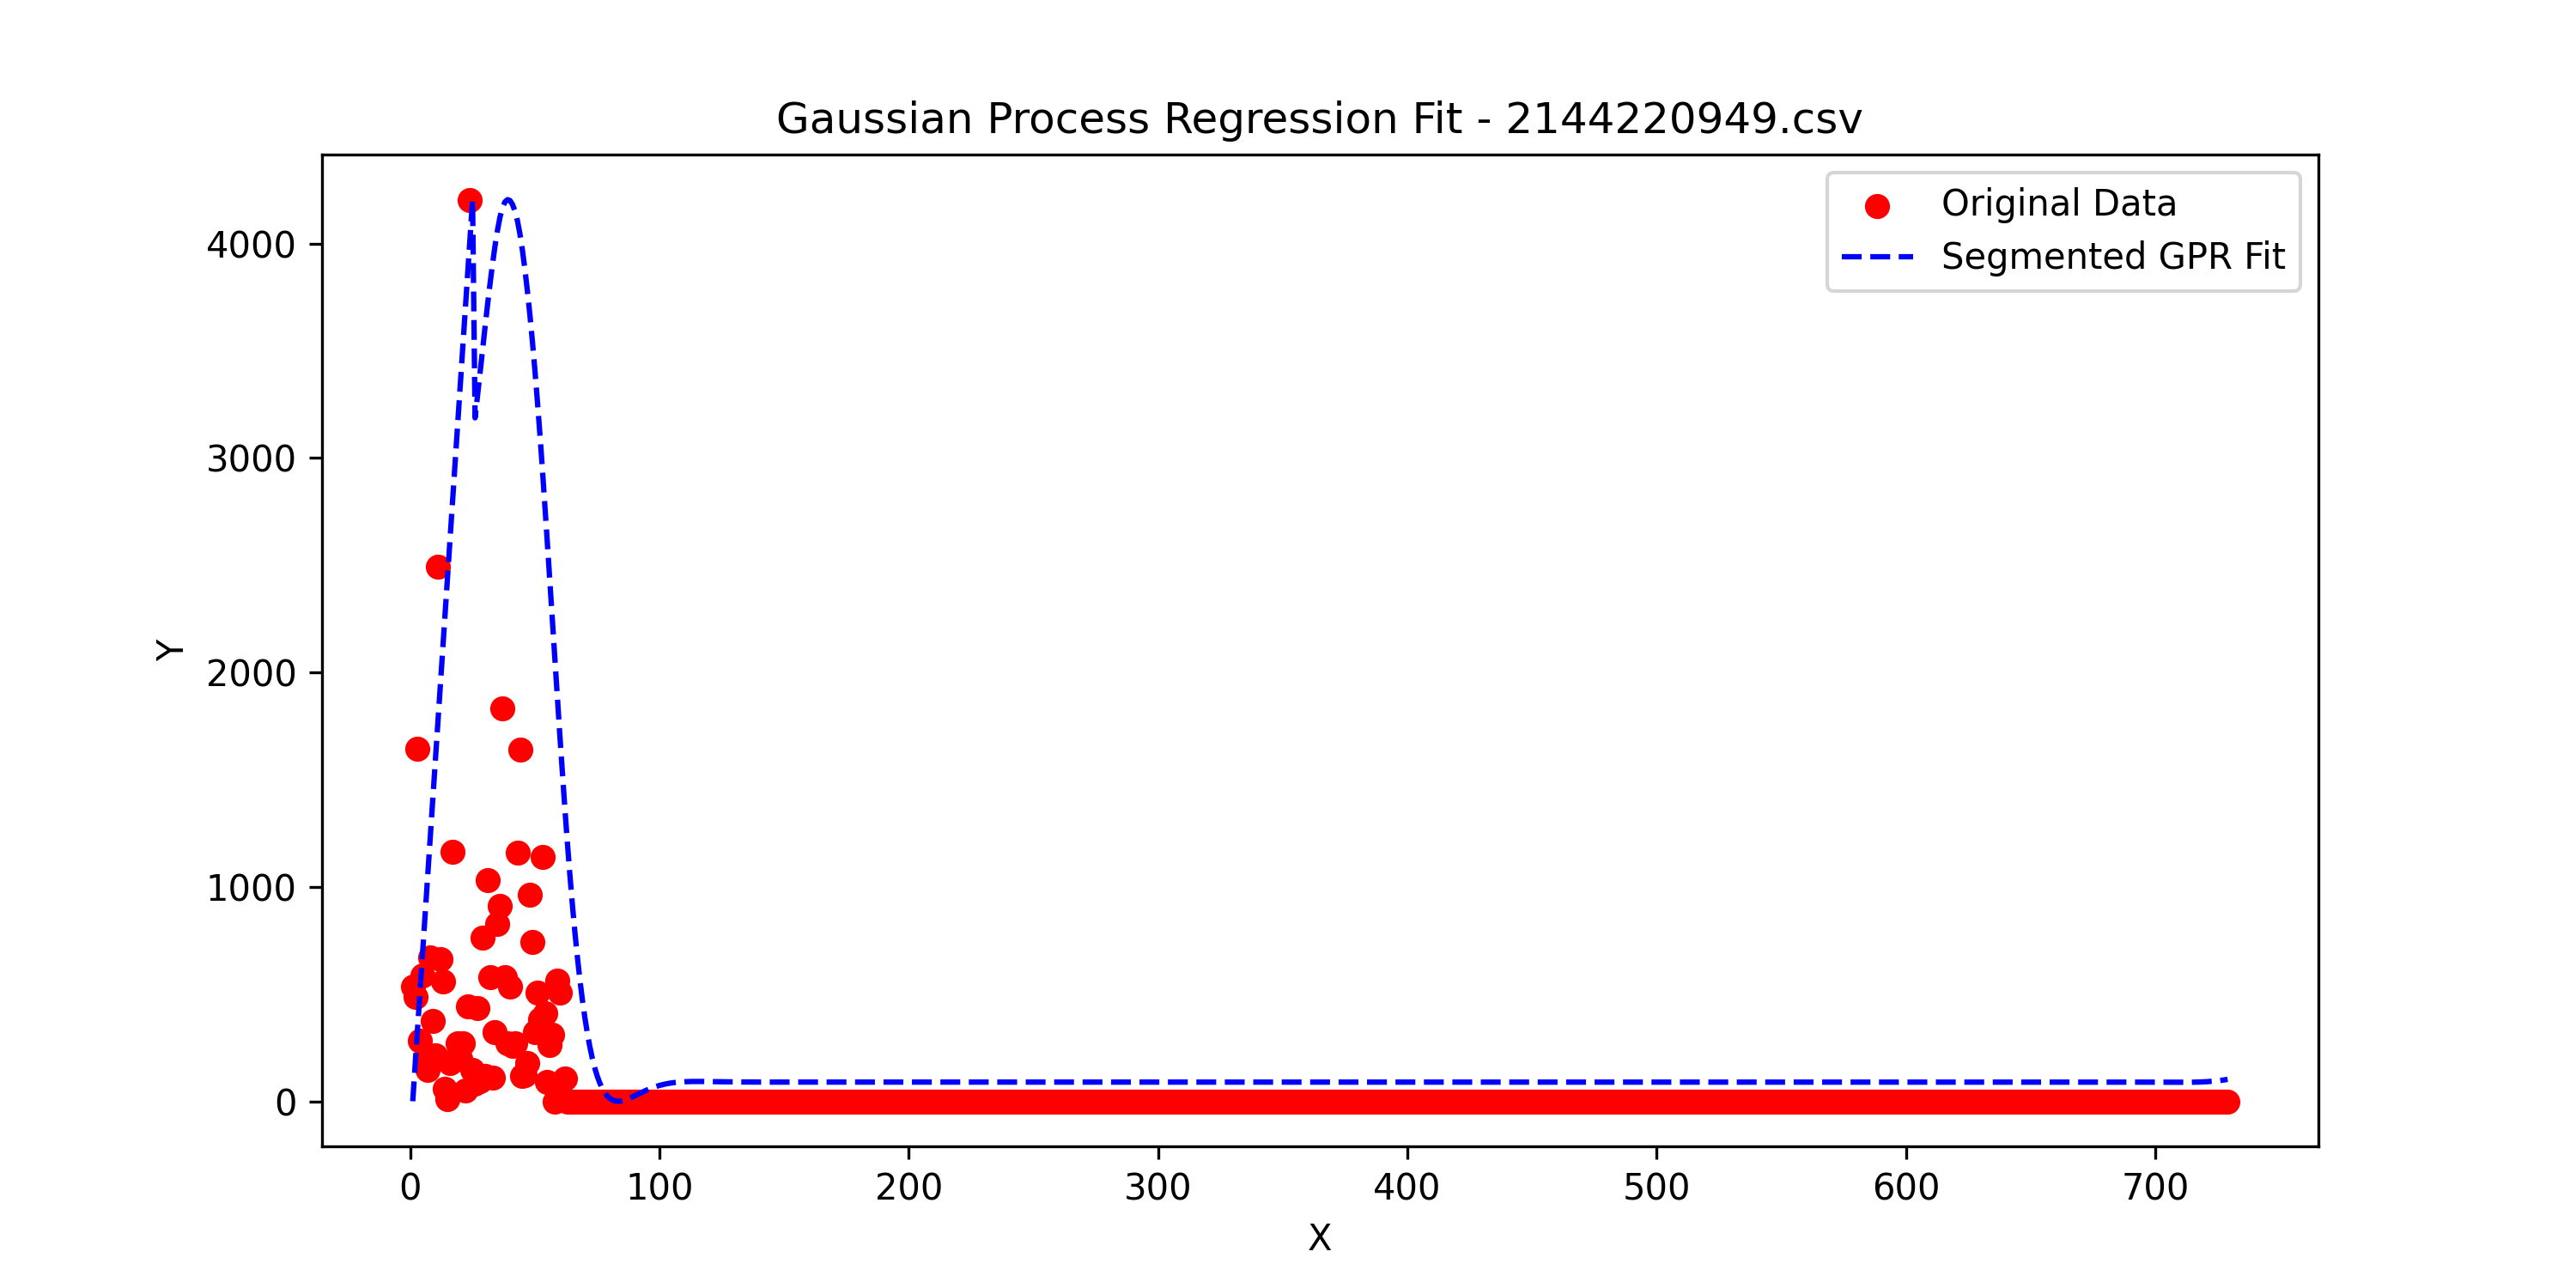 Gaussian Process Regression Fit - 2144220949.csv
Original Data
Segmented GPR Fit
4000
3000
2000
1000
0
Y
0 100 200 300 400 500 600 700
X